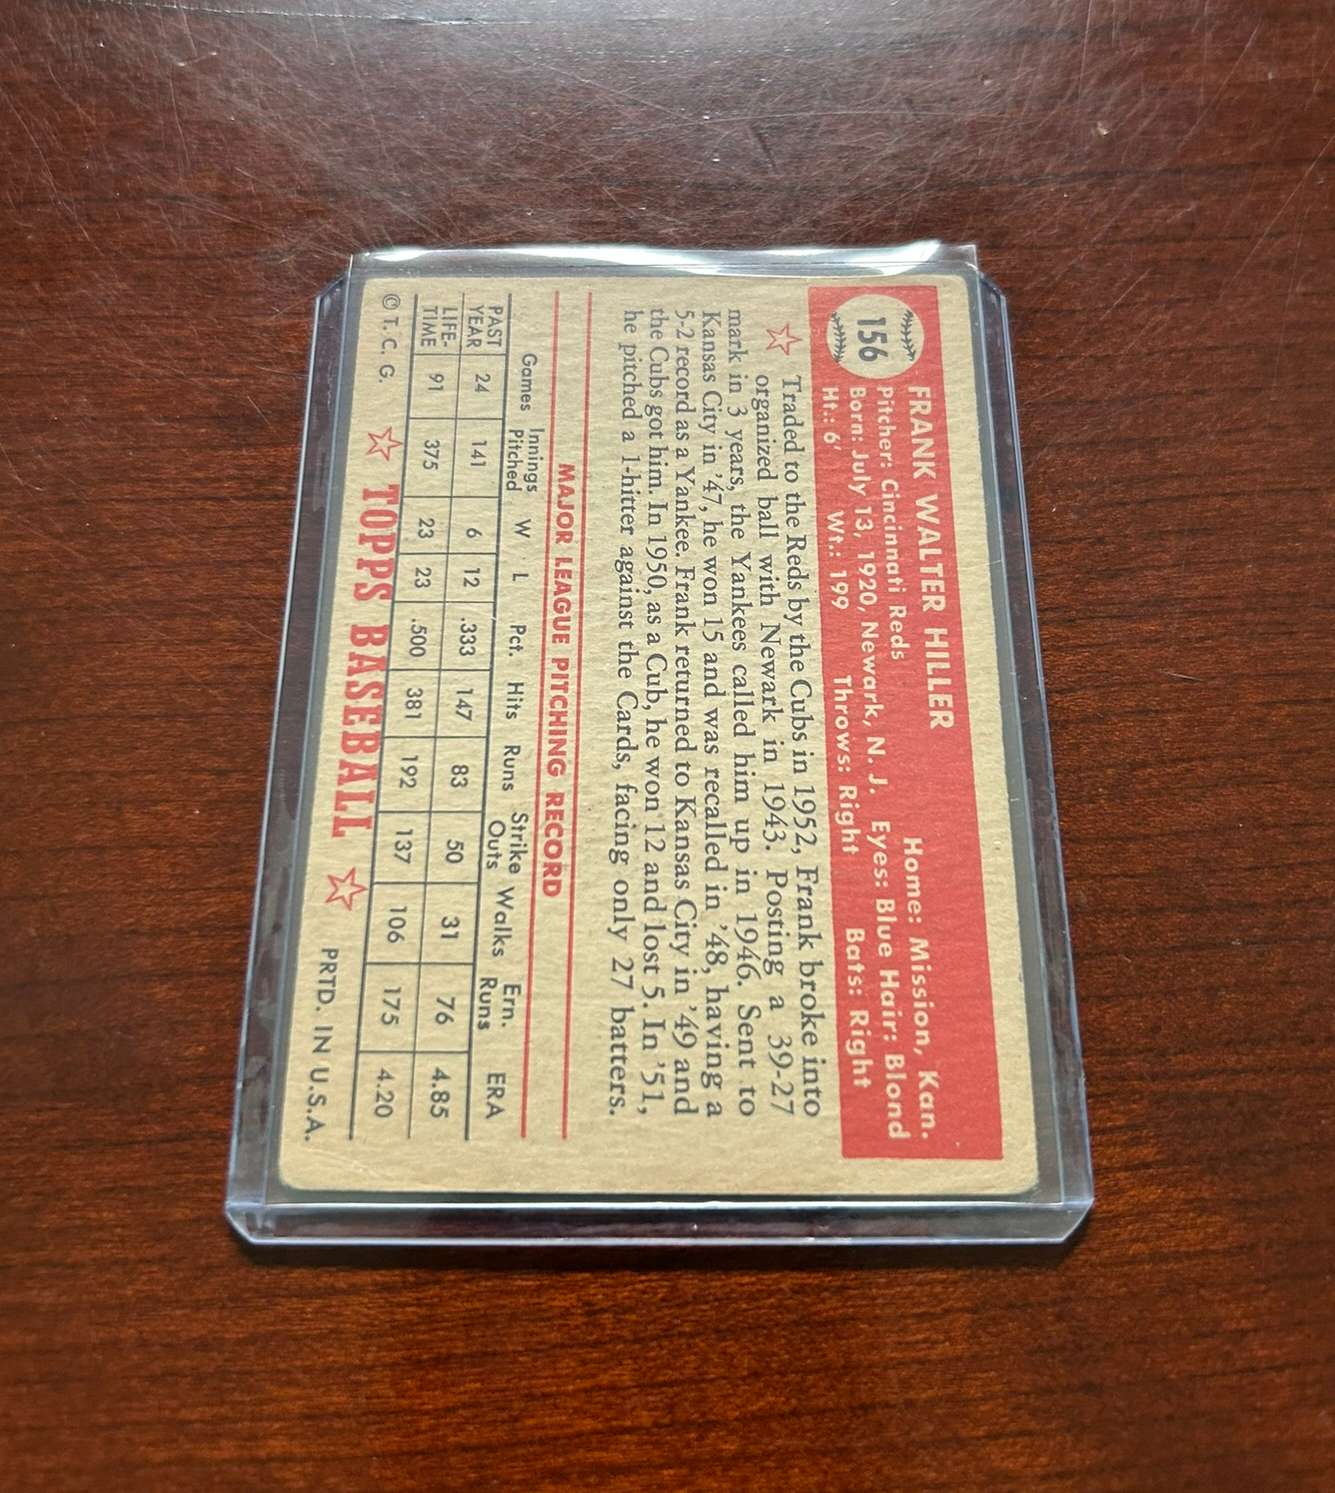 156
FRANK WALTER HILLER Home: Mission, Kan.
Pitcher: Cincinnati Reds
Born: July 13, 1920, Newark, N. J. Eyes: Blue Hair: Blond
Ht.: 6' Wt.: 199 Throws: Right Bats: Right
Traded to the Reds by the Cubs in 1952, Frank broke into
organized ball with Newark in 1943. Posting a 39-27
mark in 3 years, the Yankees called him up in 1946. Sent to
Kansas City in '47, he won 15 and was recalled in '48, having a
5-2 record as a Yankee. Frank returned to Kansas City in '49 and
the Cubs got him. In 1950, as a Cub, he won 12 and lost 5. In '51,
he pitched a 1-hitter against the Cards, facing only 27 batters.
MAJOR LEAGUE PITCHING RECORD
Games Innings Pitched W L Pct. Hits Runs Strike Outs Walks Ern. Runs ERA
PAST YEAR 24 141 6 12 .333 147 83 50 31 76 4.85
LIFE-TIME 91 375 23 23 .500 381 192 137 106 175 4.20
© T. C. G. TOPPS BASEBALL PRTD. IN U.S.A.